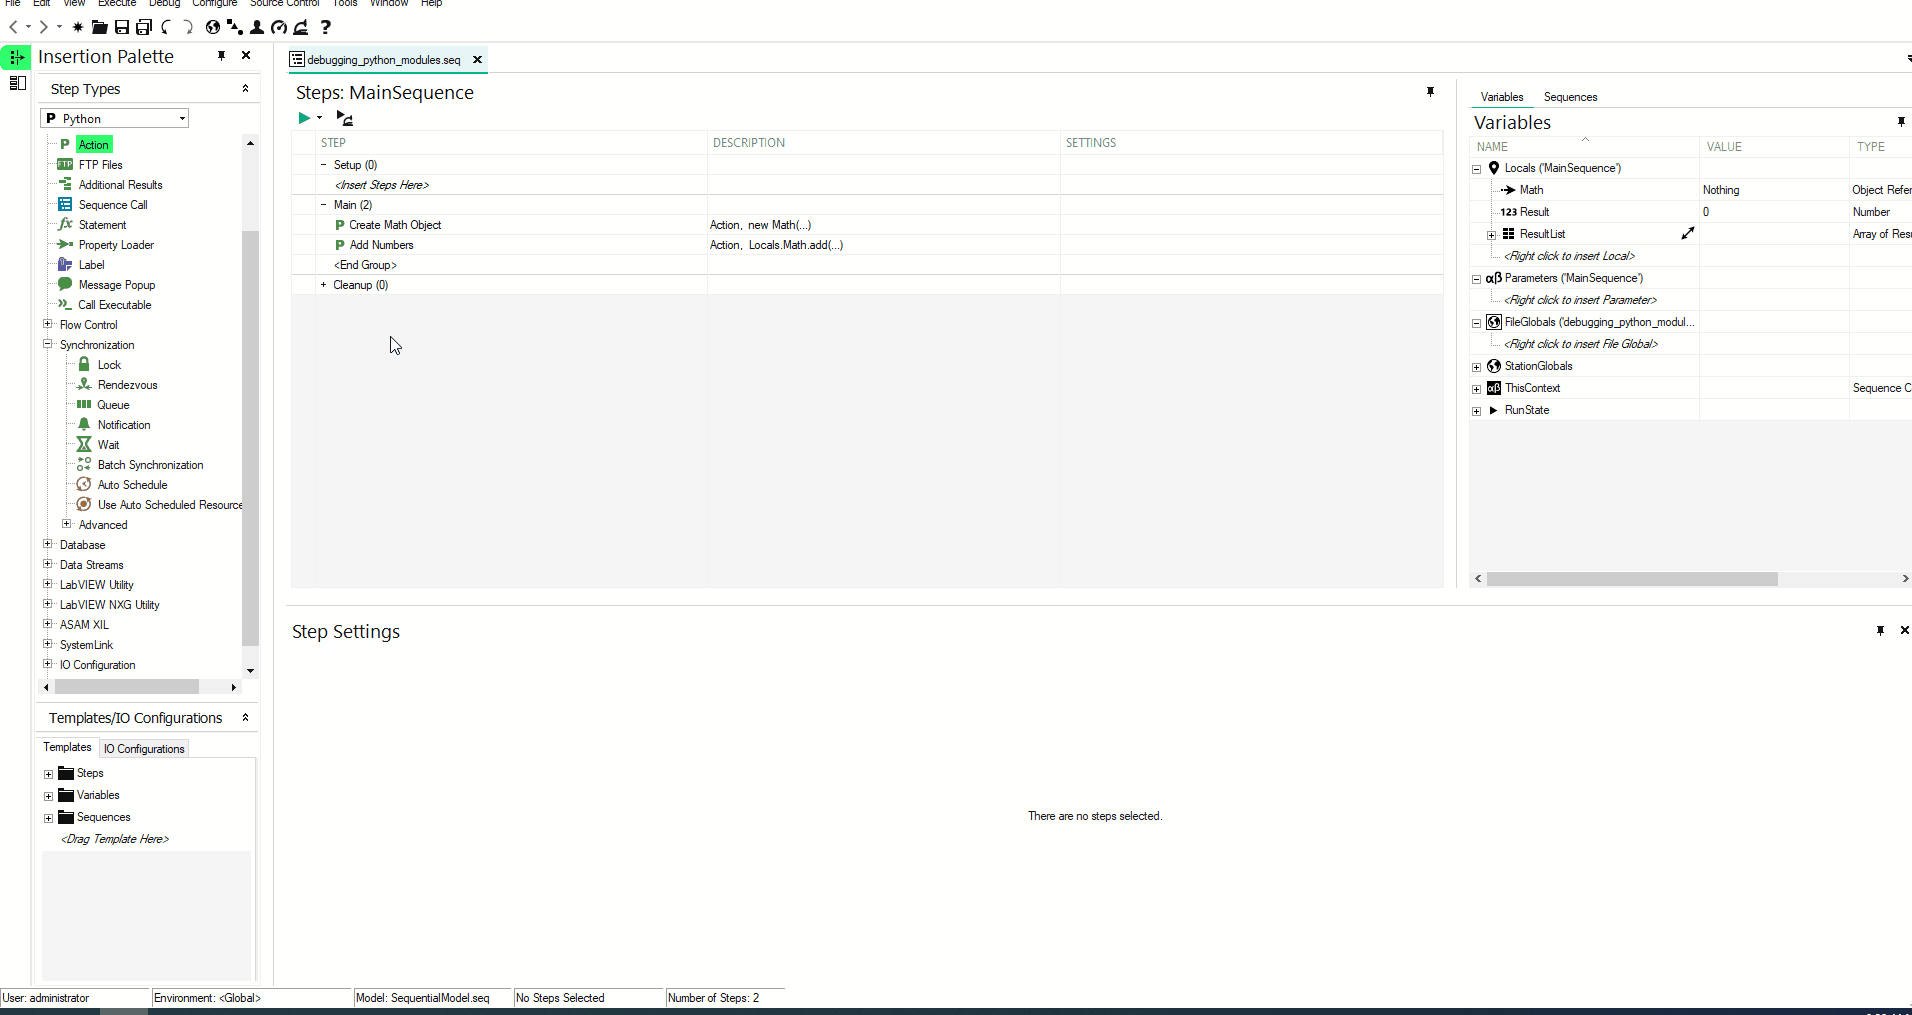 File Edit View Execute Debug Configure Source Control Tools Window Help
Insertion Palette
Step Types
Python
Action
FTP Files
Additional Results
Sequence Call
Statement
Property Loader
Label
Message Popup
Call Executable
Flow Control
Synchronization
Lock
Rendezvous
Queue
Notification
Wait
Batch Synchronization
Auto Schedule
Use Auto Scheduled Resource
Advanced
Database
Data Streams
LabVIEW Utility
LabVIEW NXG Utility
ASAM XIL
SystemLink
IO Configuration
Templates/IO Configurations
Templates IO Configurations
Steps
Variables
Sequences
<Drag Template Here>
debugging_python_modules.seq
Steps: MainSequence
STEP DESCRIPTION SETTINGS
Setup (0)
<Insert Steps Here>
Main (2)
Create Math Object Action, new Math(...)
Add Numbers Action, Locals.Math.add(...)
<End Group>
Cleanup (0)
Step Settings
There are no steps selected.
Variables Sequences
Variables
NAME VALUE TYPE
Locals ('MainSequence')
Math Nothing Object Refer
123 Result 0 Number
ResultList Array of Resu
<Right click to insert Local>
αβ Parameters ('MainSequence')
<Right click to insert Parameter>
FileGlobals ('debugging_python_modul...
<Right click to insert File Global>
StationGlobals
αβ ThisContext Sequence C
RunState
User: administrator Environment: <Global> Model: SequentialModel.seq No Steps Selected Number of Steps: 2